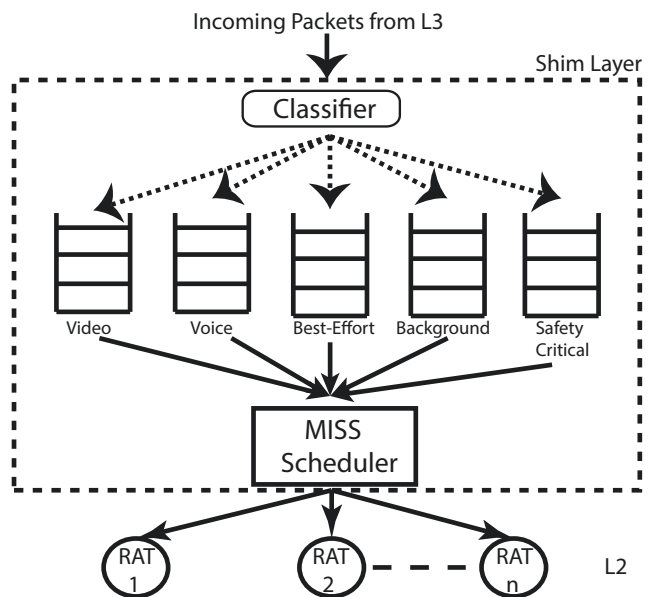 Incoming Packets from L3
Shim Layer
Classifier
Video
Voice
Best-Effort
Background
Safety
Critical
MISS
Scheduler
RAT
1
RAT
2
RAT
n
L2